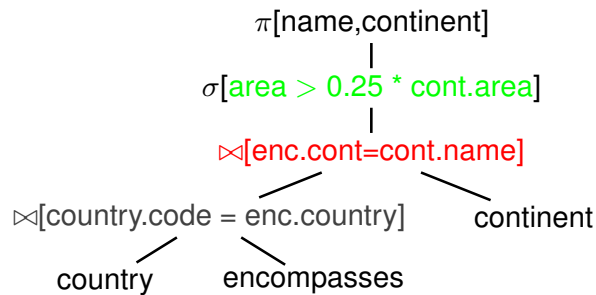 π[name,continent]
σ[area > 0.25 * cont.area]
⋈[enc.cont=cont.name]
⋈[country.code = enc.country]
continent
country
encompasses